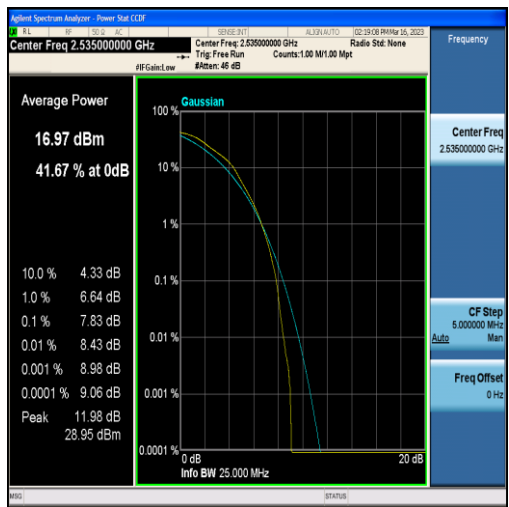 Agilent Spectrum Analyzer - Power Stat CCDF
RL RF 50 Ω AC SENSE:INT ALIGN AUTO 02:19:08 PM Mar 16, 2023
Center Freq 2.535000000 GHz
Center Freq: 2.535000000 GHz Radio Std: None
Trig: Free Run Counts:1.00 M/1.00 Mpt
#IFGain:Low #Atten: 46 dB
Frequency
Average Power
16.97 dBm
41.67 % at 0dB
10.0 % 4.33 dB
1.0 % 6.64 dB
0.1 % 7.83 dB
0.01 % 8.43 dB
0.001 % 8.98 dB
0.0001 % 9.06 dB
Peak 11.98 dB
28.95 dBm
Gaussian
100 %
10 %
1 %
0.1 %
0.01 %
0.001 %
0.0001 %
0 dB 20 dB
Info BW 25.000 MHz
Center Freq
2.535000000 GHz
CF Step
5.000000 MHz
Auto Man
Freq Offset
0 Hz
MSG STATUS